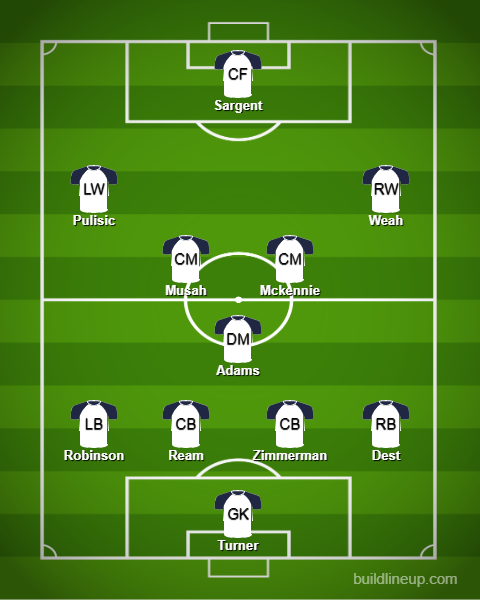 CF
Sargent
LW
Pulisic
RW
Weah
CM
Musah
CM
Mckennie
DM
Adams
LB
Robinson
CB
Ream
CB
Zimmerman
RB
Dest
GK
Turner
buildlineup.com